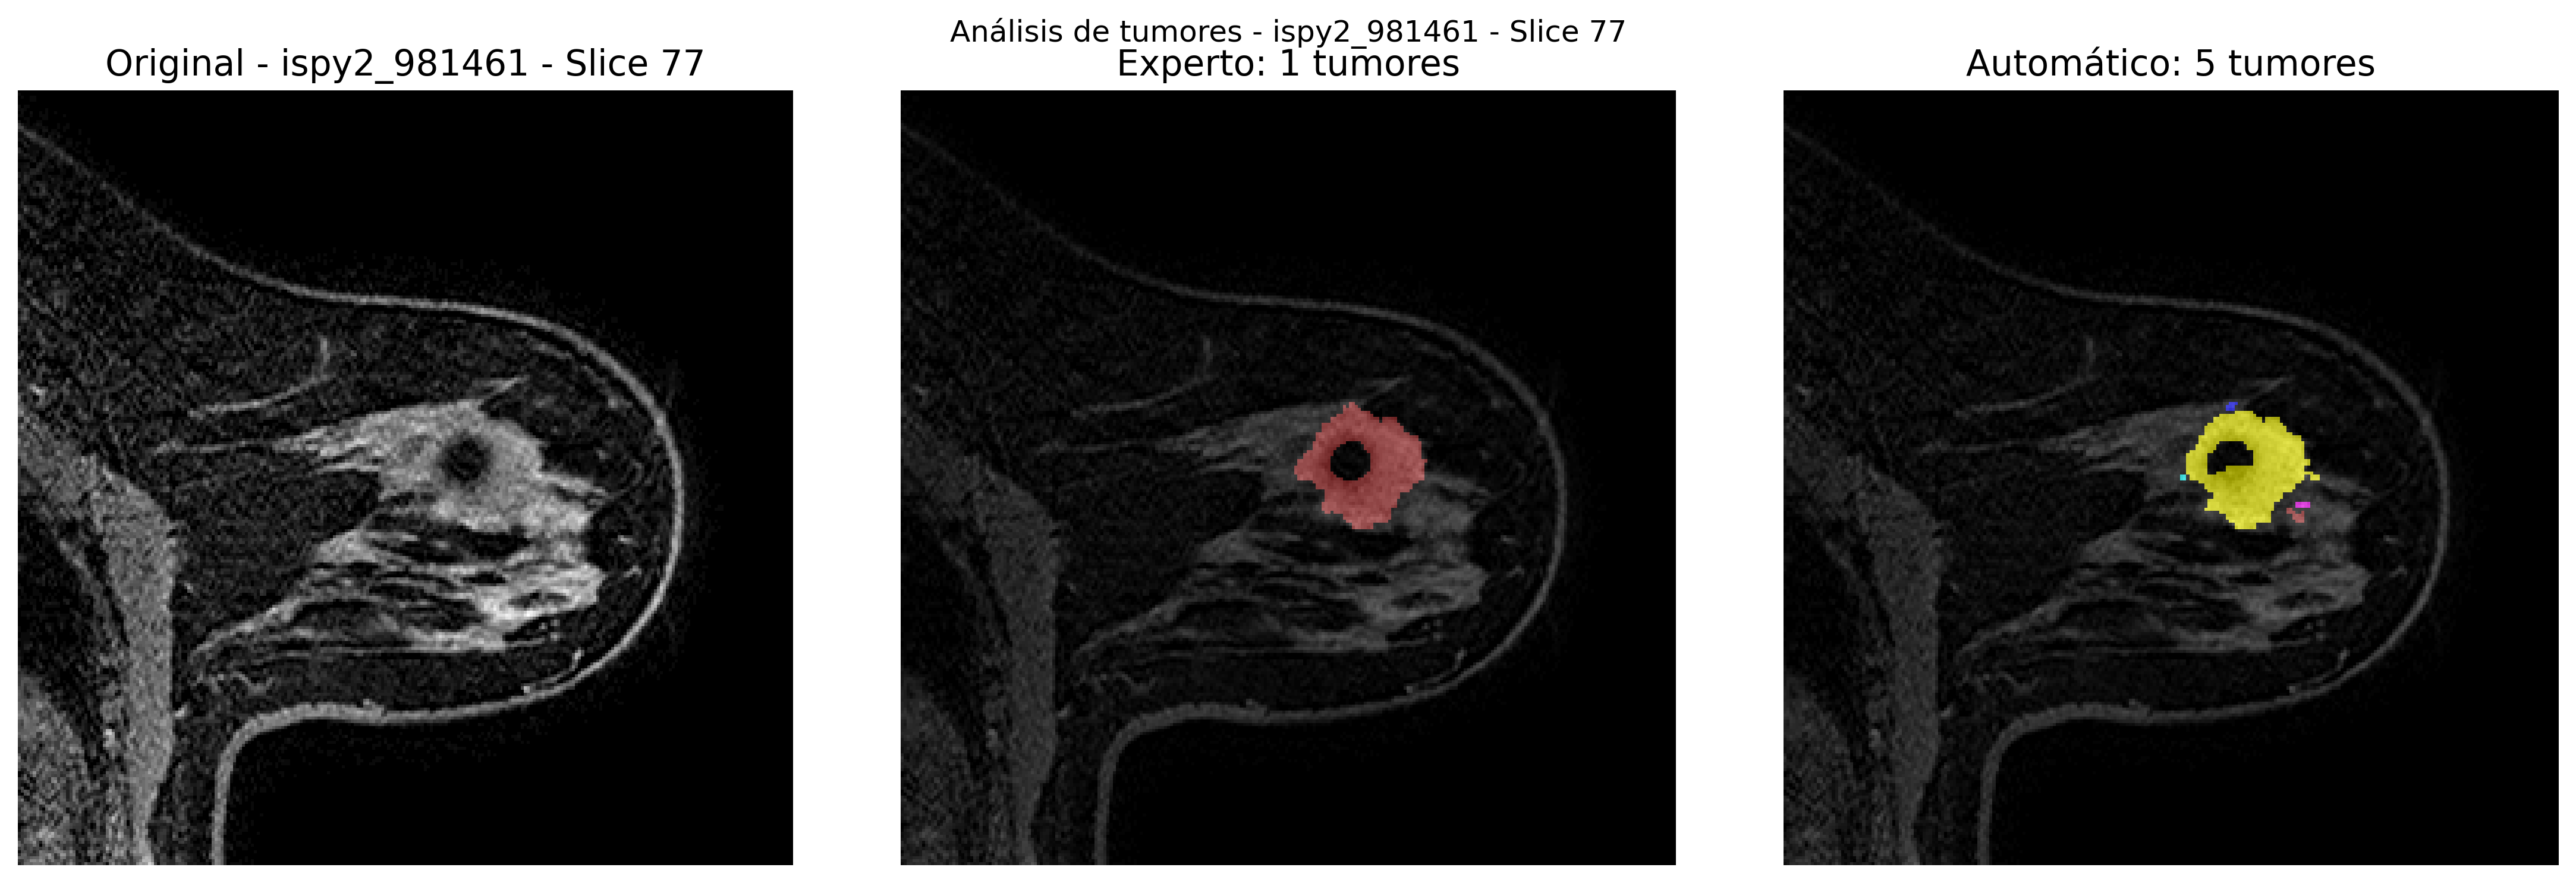 Análisis de tumores - ispy2_981461 - Slice 77
Original - ispy2_981461 - Slice 77
Experto: 1 tumores
Automático: 5 tumores